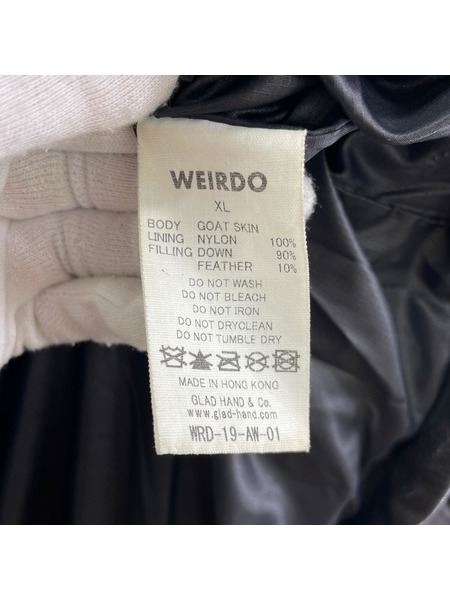 WEIRDO
XL
BODY GOAT SKIN
LINING NYLON 100%
FILLING DOWN 90%
FEATHER 10%
DO NOT WASH
DO NOT BLEACH
DO NOT IRON
DO NOT DRYCLEAN
DO NOT TUMBLE DRY
MADE IN HONG KONG
GLAD HAND & Co.
www.glad-hand.com
WRD-19-AW-01